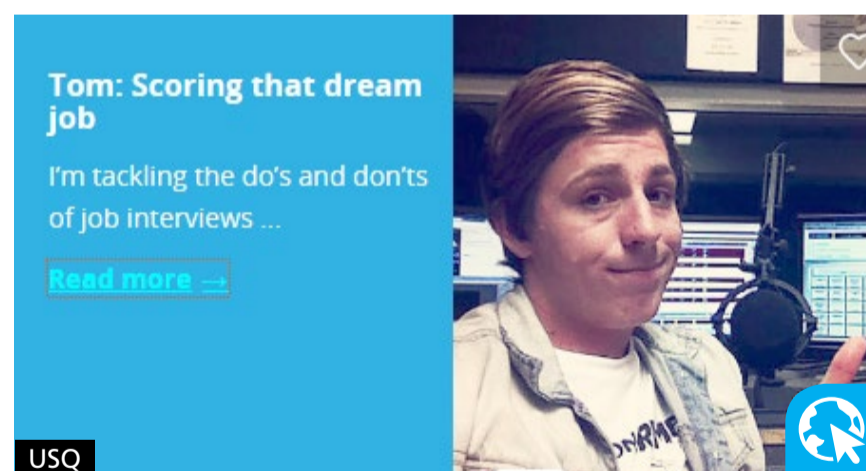 Tom: Scoring that dream
job
I'm tackling the do's and don'ts
of job interviews ...
Read more →
USQ